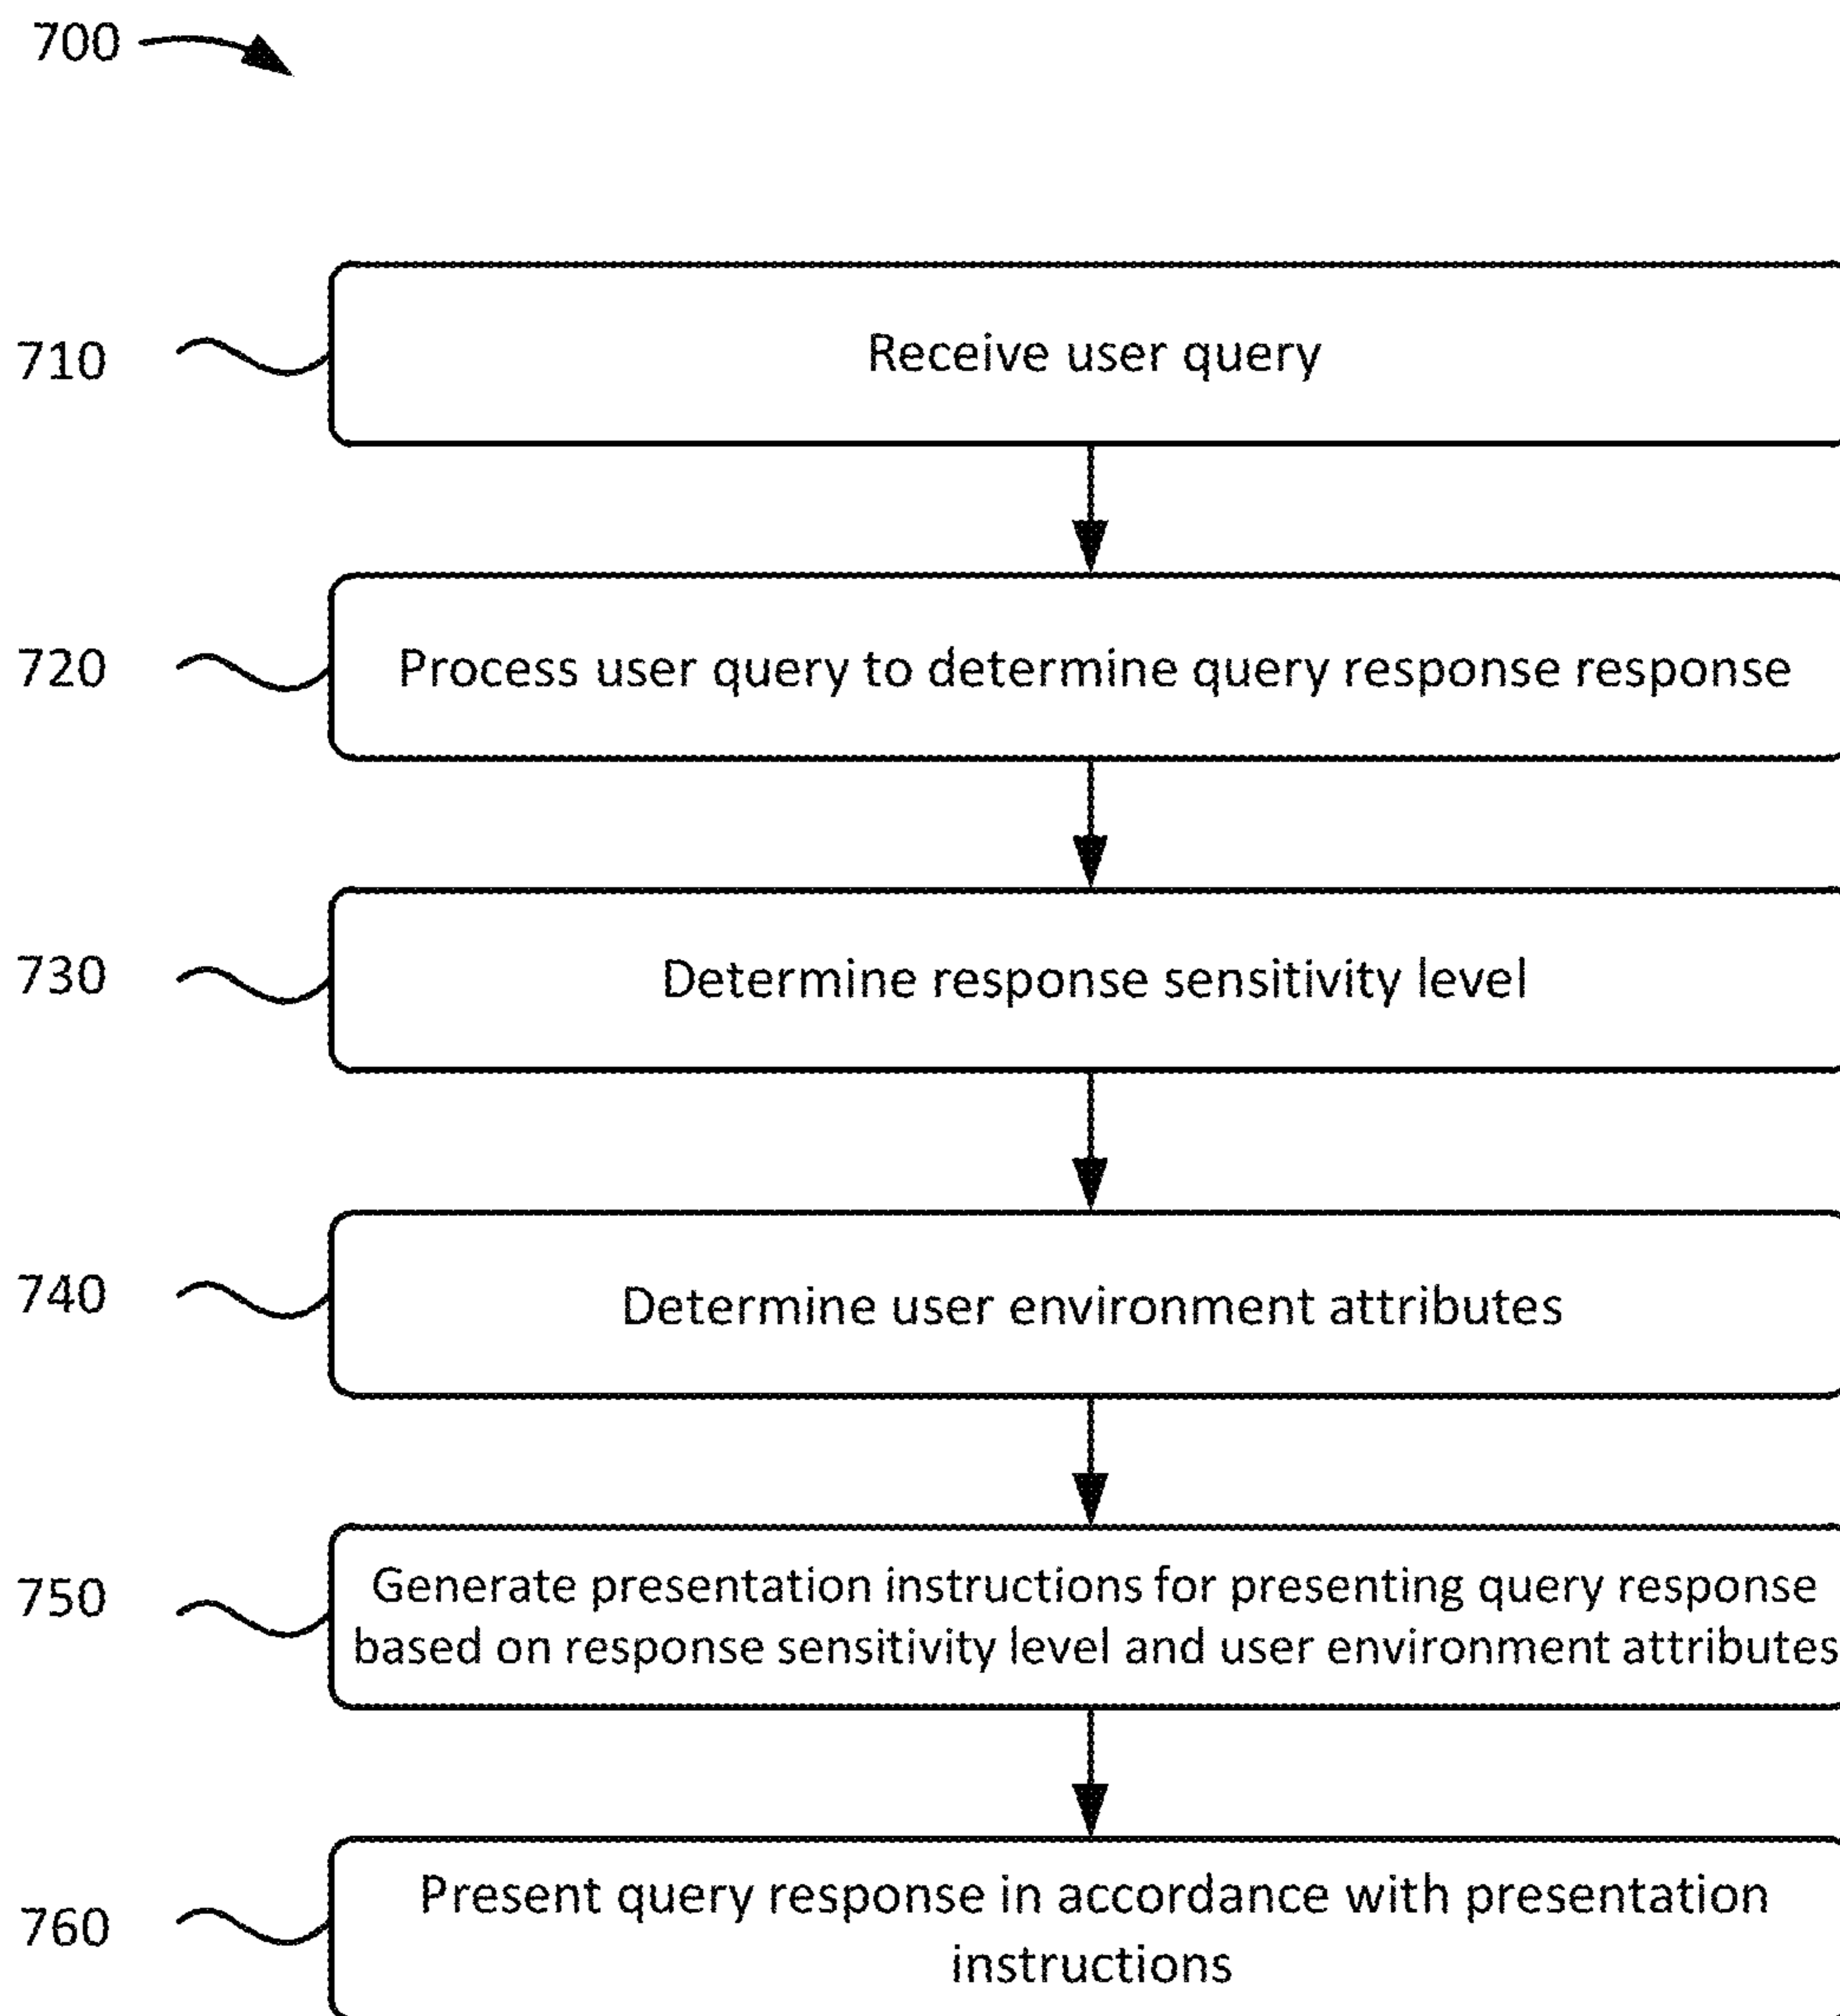 700
710
Receive user query
720
Process user query to determine query response response
730
Determine response sensitivity level
740
Determine user environment attributes
750
Generate presentation instructions for presenting query response
based on response sensitivity level and user environment attributes
760
Present query response in accordance with presentation
instructions